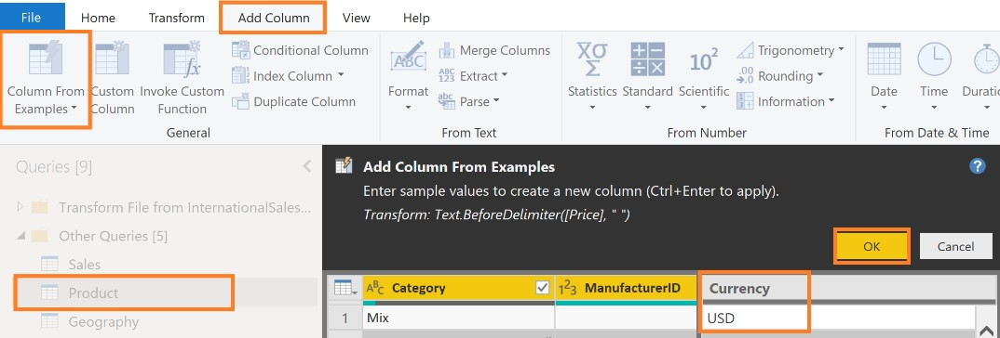 File Home Transform Add Column View Help
Column From Examples
Custom Column
Invoke Custom Function
Conditional Column
Index Column
Duplicate Column
General
Format
Merge Columns
Extract
Parse
From Text
Statistics
Standard
Scientific
Trigonometry
Rounding
Information
From Number
Date
Time
Duratio
From Date & Time
Queries [9]
Transform File from InternationalSales...
Other Queries [5]
Sales
Product
Geography
Add Column From Examples
Enter sample values to create a new column (Ctrl+Enter to apply).
Transform: Text.BeforeDelimiter([Price], " ")
OK Cancel
Category ManufacturerID Currency
1 Mix USD